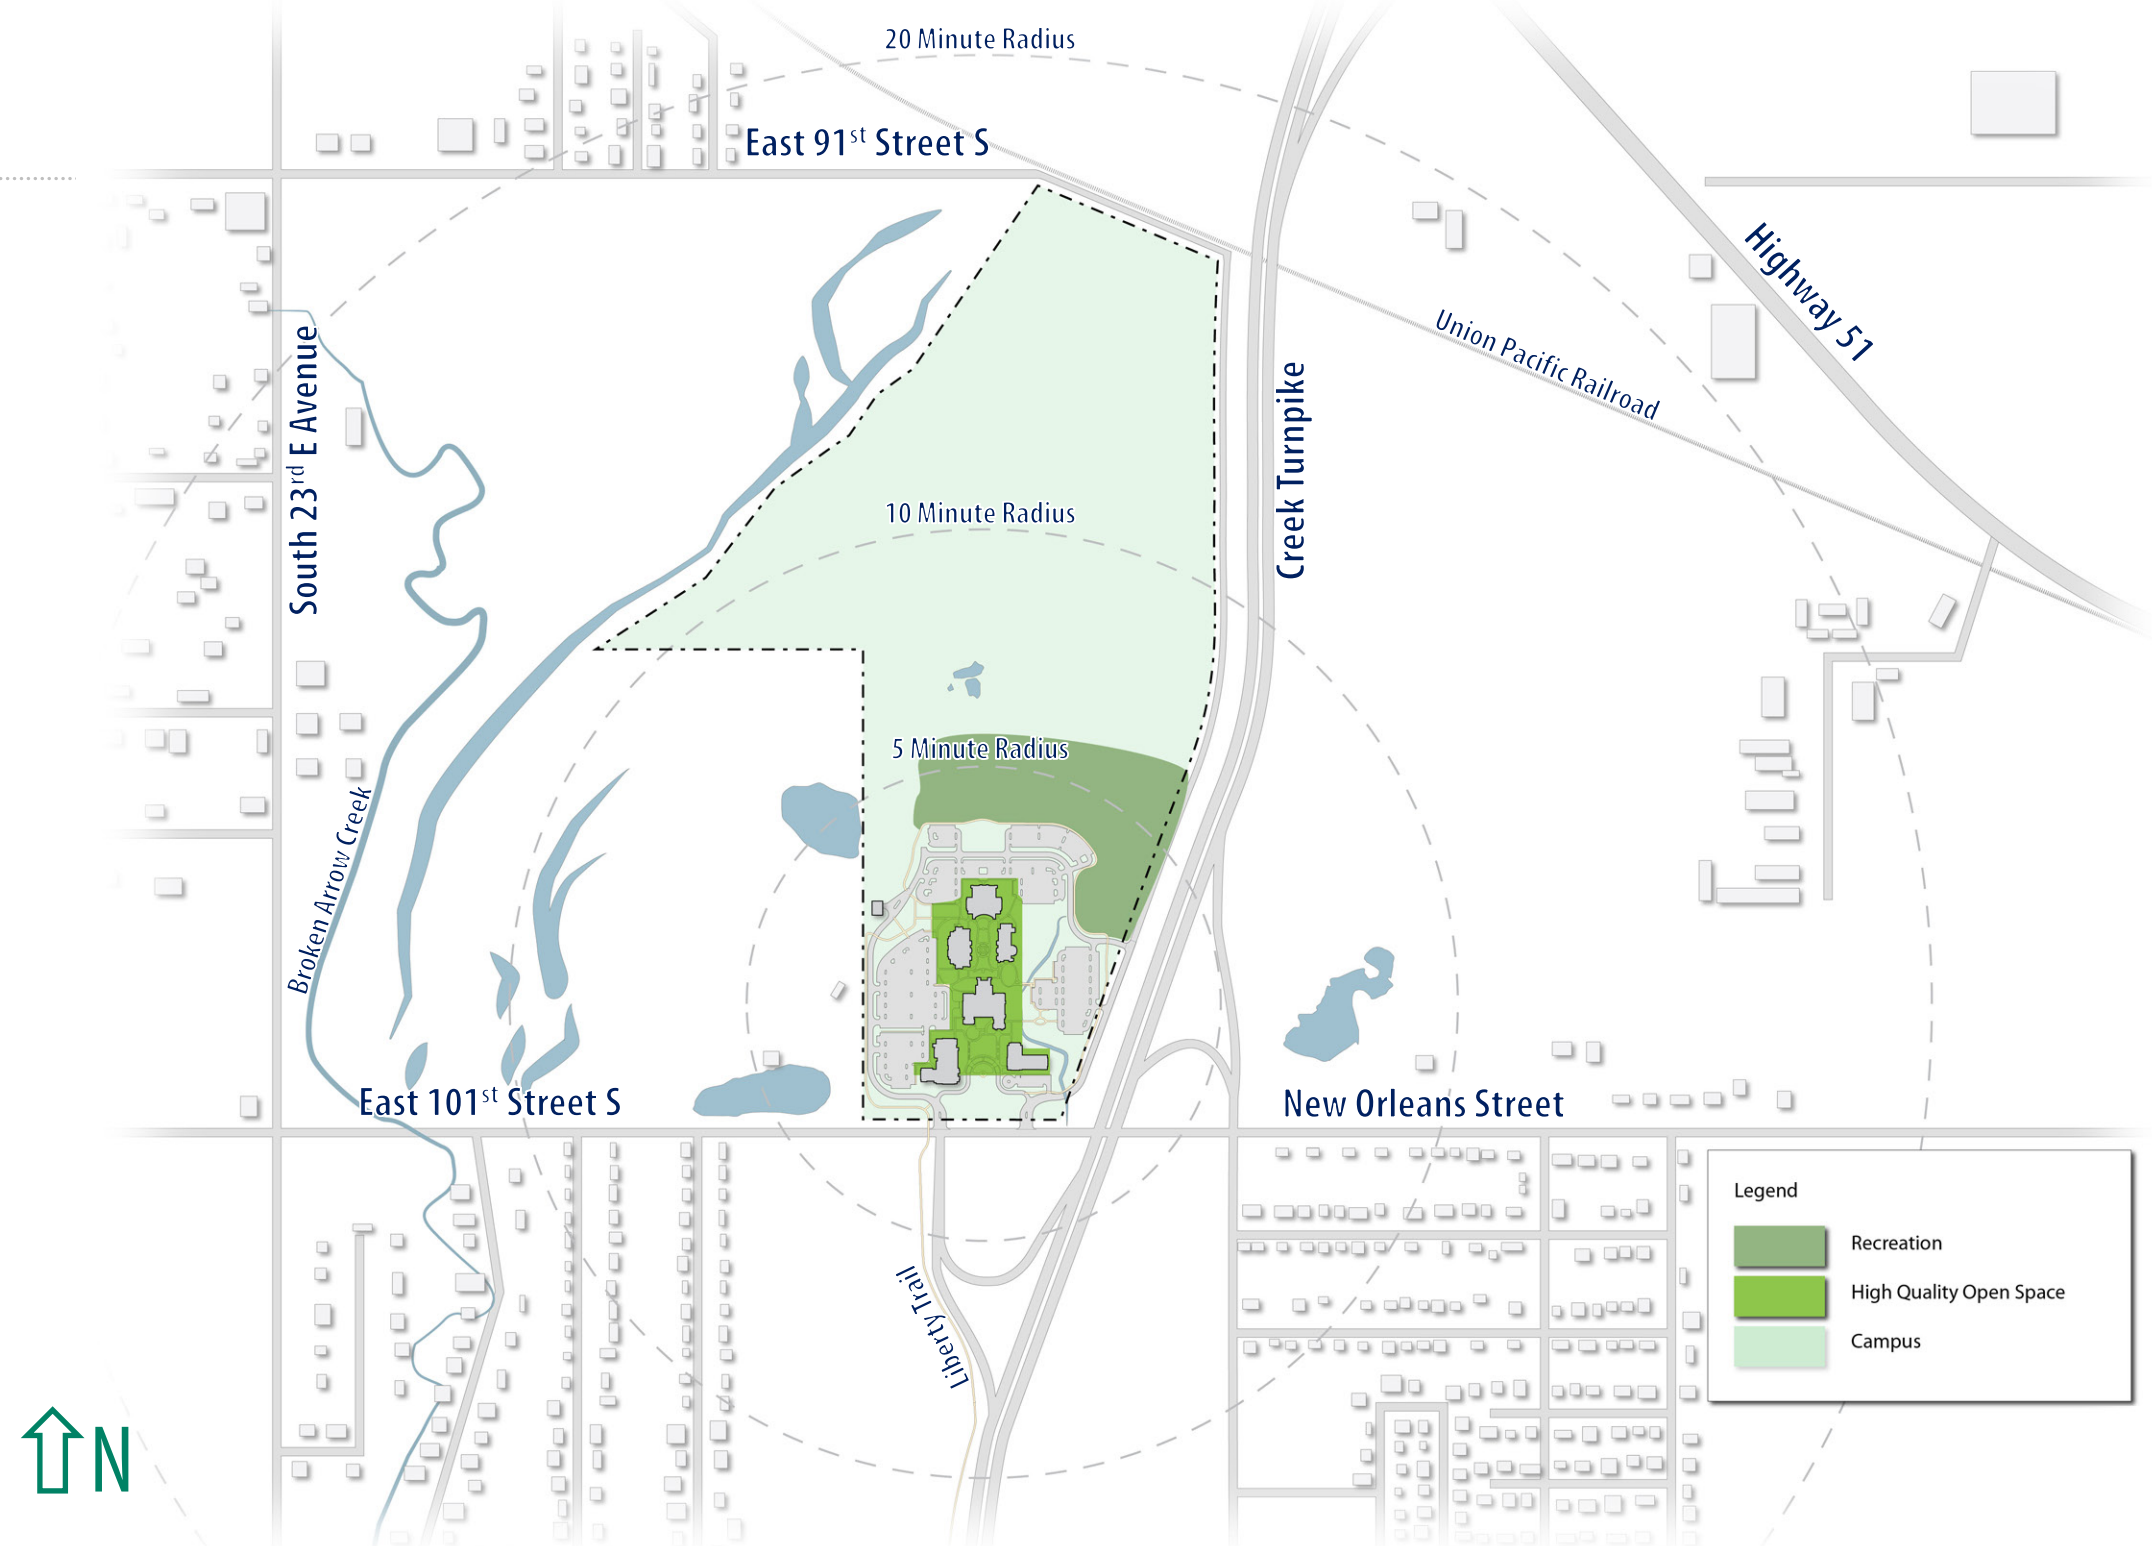 20 Minute Radius
East 91st Street S
Highway 51
Union Pacific Railroad
South 23rd E Avenue
Creek Turnpike
10 Minute Radius
5 Minute Radius
Broken Arrow Creek
East 101st Street S
New Orleans Street
Liberty Trail
Legend
Recreation
High Quality Open Space
Campus
N